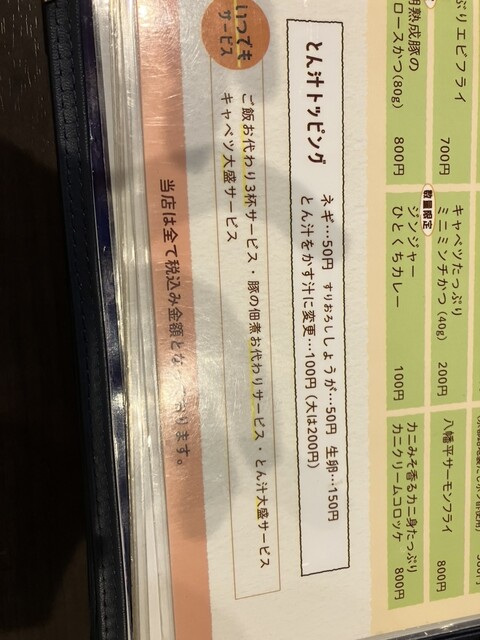 ぷりエビフライ 700円
熟成豚の
ロースかつ(80g) 800円
キャベツたっぷり
ミニミンチかつ(40g) 200円
数量限定
ジンジャー
ひとくちカレー 100円
八幡平サーモンフライ 800円
カニみそ香るカニ身たっぷり
カニクリームコロッケ 800円
とん汁トッピング
ネギ…50円 すりおろししょうが…50円 生卵…150円
とん汁をかす汁に変更…100円(大は200円)
いつでも
サービス
ご飯お代わり3杯サービス・豚の佃煮お代わりサービス・とん汁大盛サービス
キャベツ大盛サービス
当店は全て税込み金額とな ります。